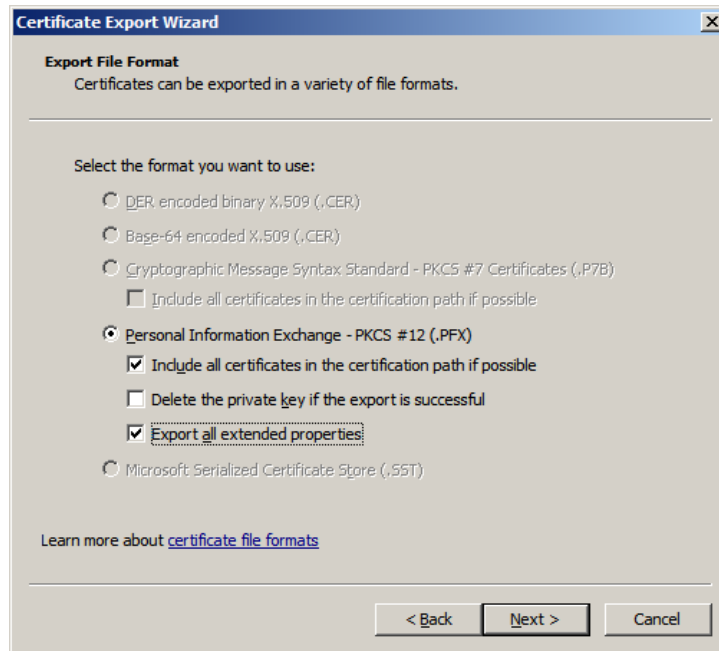 Certificate Export Wizard
Export File Format
Certificates can be exported in a variety of file formats.
Select the format you want to use:
DER encoded binary X.509 (.CER)
Base-64 encoded X.509 (.CER)
Cryptographic Message Syntax Standard - PKCS #7 Certificates (.P7B)
Include all certificates in the certification path if possible
Personal Information Exchange - PKCS #12 (.PFX)
Include all certificates in the certification path if possible
Delete the private key if the export is successful
Export all extended properties
Microsoft Serialized Certificate Store (.SST)
Learn more about certificate file formats
< Back Next > Cancel